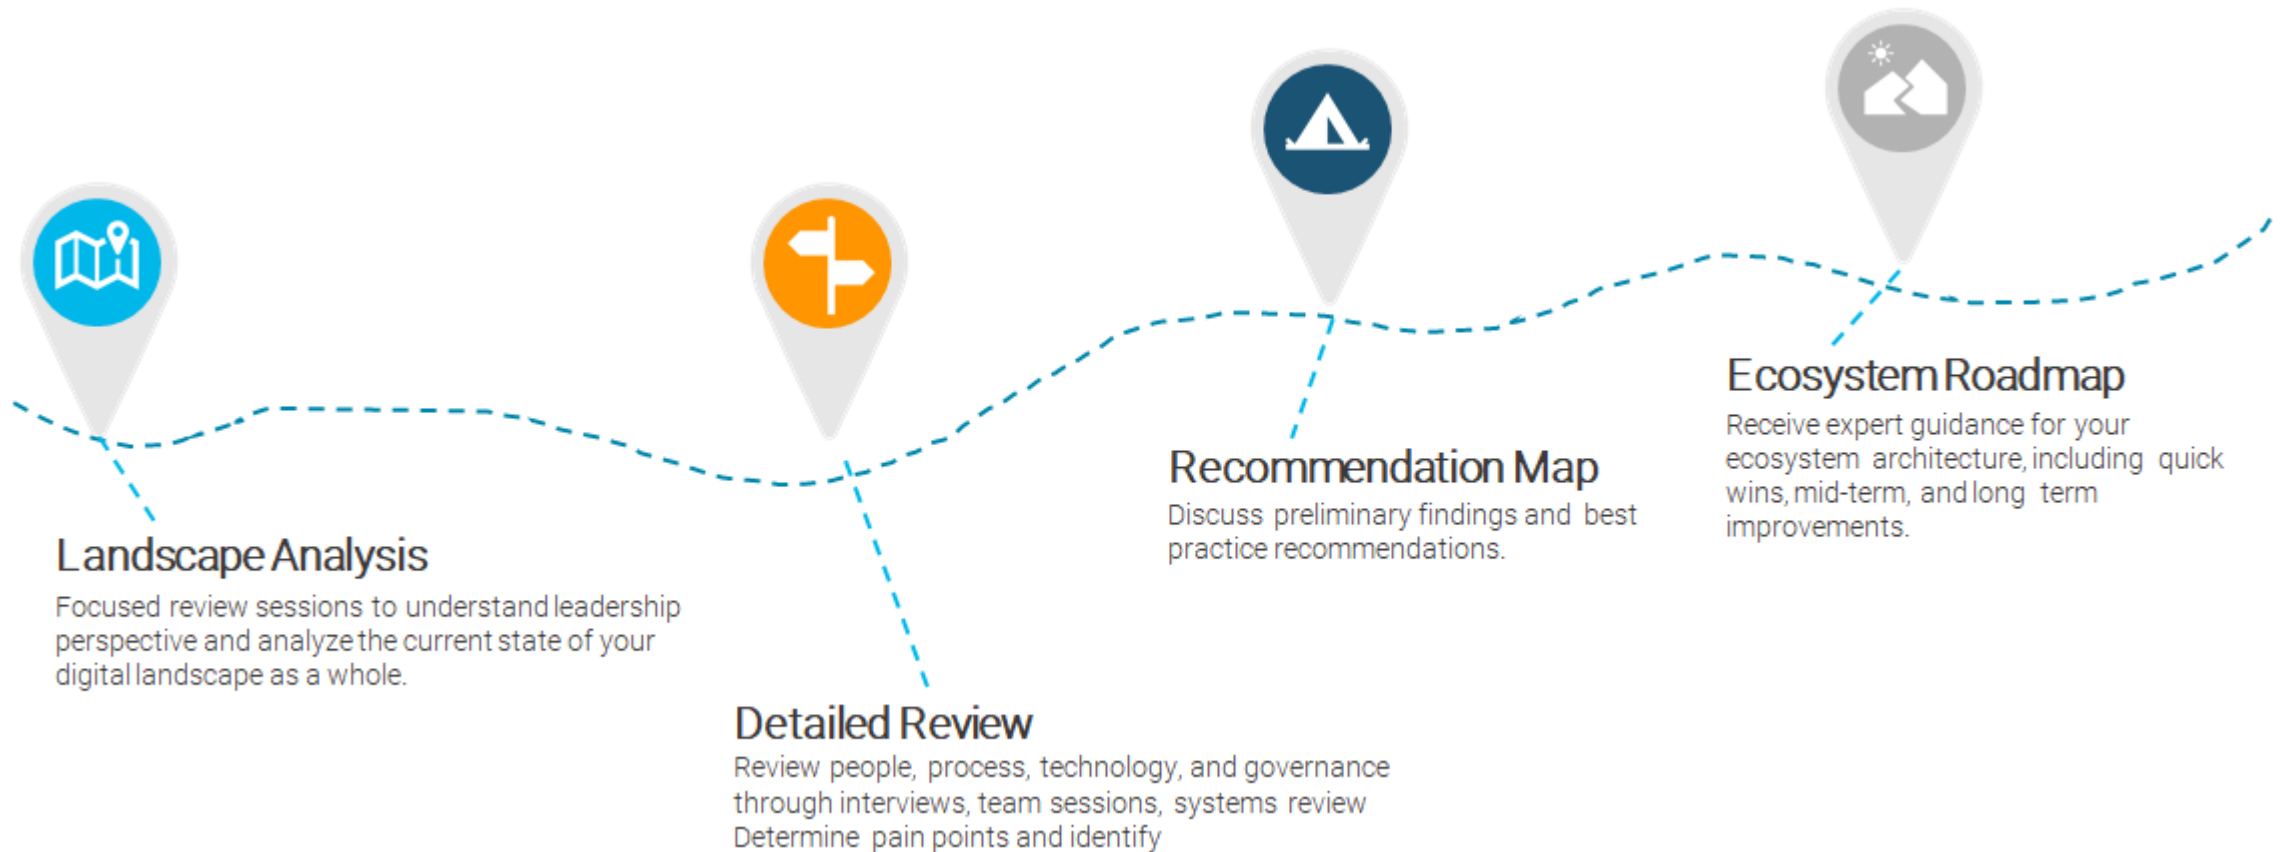 Landscape Analysis
Focused review sessions to understand leadership
perspective and analyze the current state of your
digital landscape as a whole.
Detailed Review
Review people, process, technology, and governance
through interviews, team sessions, systems review
Determine pain points and identify
Recommendation Map
Discuss preliminary findings and best
practice recommendations.
Ecosystem Roadmap
Receive expert guidance for your
ecosystem architecture, including quick
wins, mid-term, and long term
improvements.